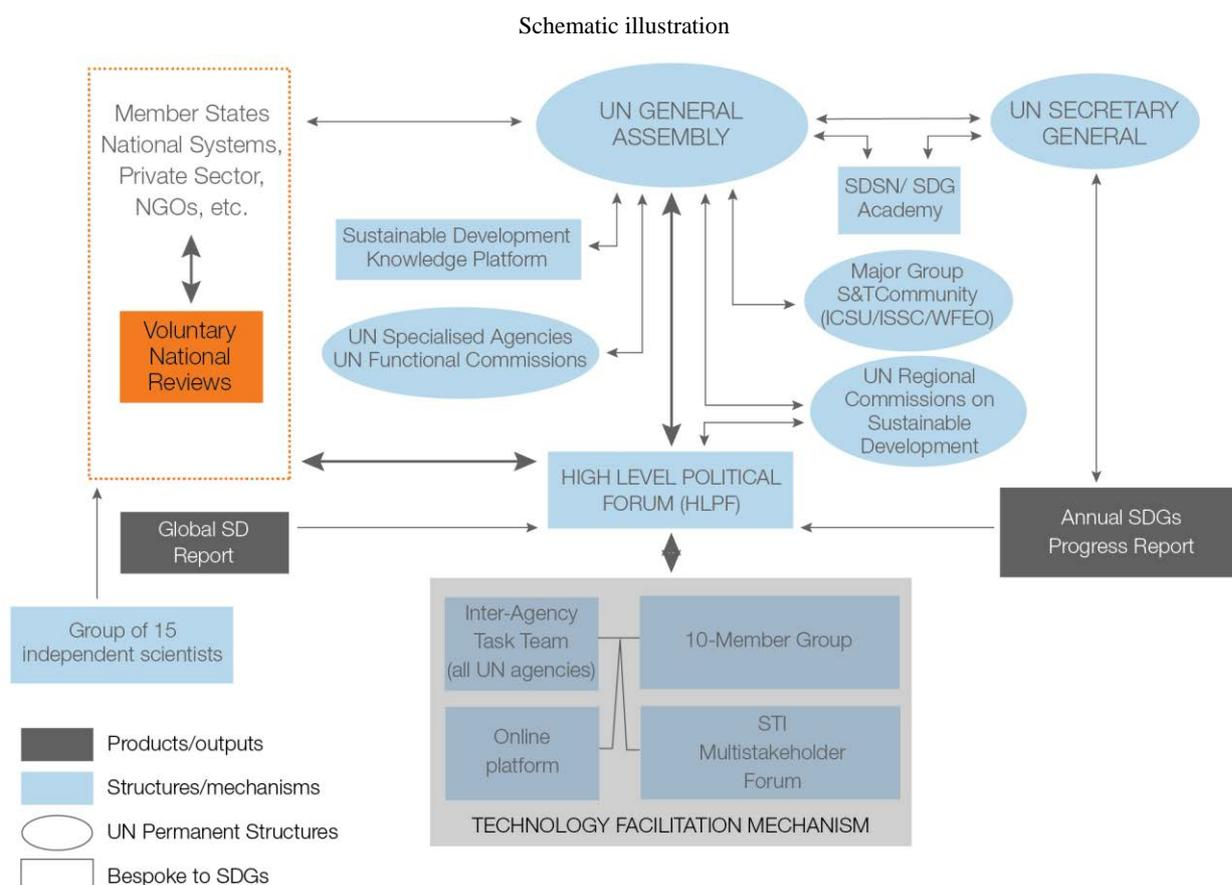 Schematic illustration
Member States
National Systems,
Private Sector,
NGOs, etc.
Voluntary
National
Reviews
UN GENERAL
ASSEMBLY
UN SECRETARY
GENERAL
SDSN/ SDG
Academy
Sustainable Development
Knowledge Platform
Major Group
S&TCommunity
(ICSU/ISSC/WFEO)
UN Specialised Agencies
UN Functional Commissions
UN Regional
Commissions on
Sustainable
Development
HIGH LEVEL POLITICAL
FORUM (HLPF)
Global SD
Report
Annual SDGs
Progress Report
Group of 15
independent scientists
Inter-Agency
Task Team
(all UN agencies)
10-Member Group
Online
platform
STI
Multistakeholder
Forum
TECHNOLOGY FACILITATION MECHANISM
Products/outputs
Structures/mechanisms
UN Permanent Structures
Bespoke to SDGs